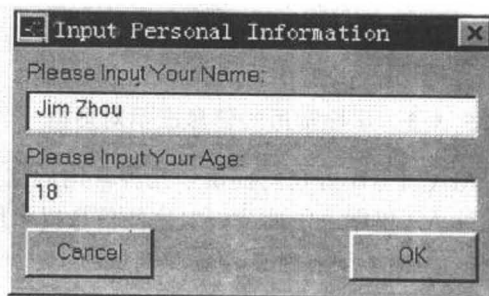 Input Personal Information
Please Input Your Name:
Jim Zhou
Please Input Your Age:
18
Cancel OK